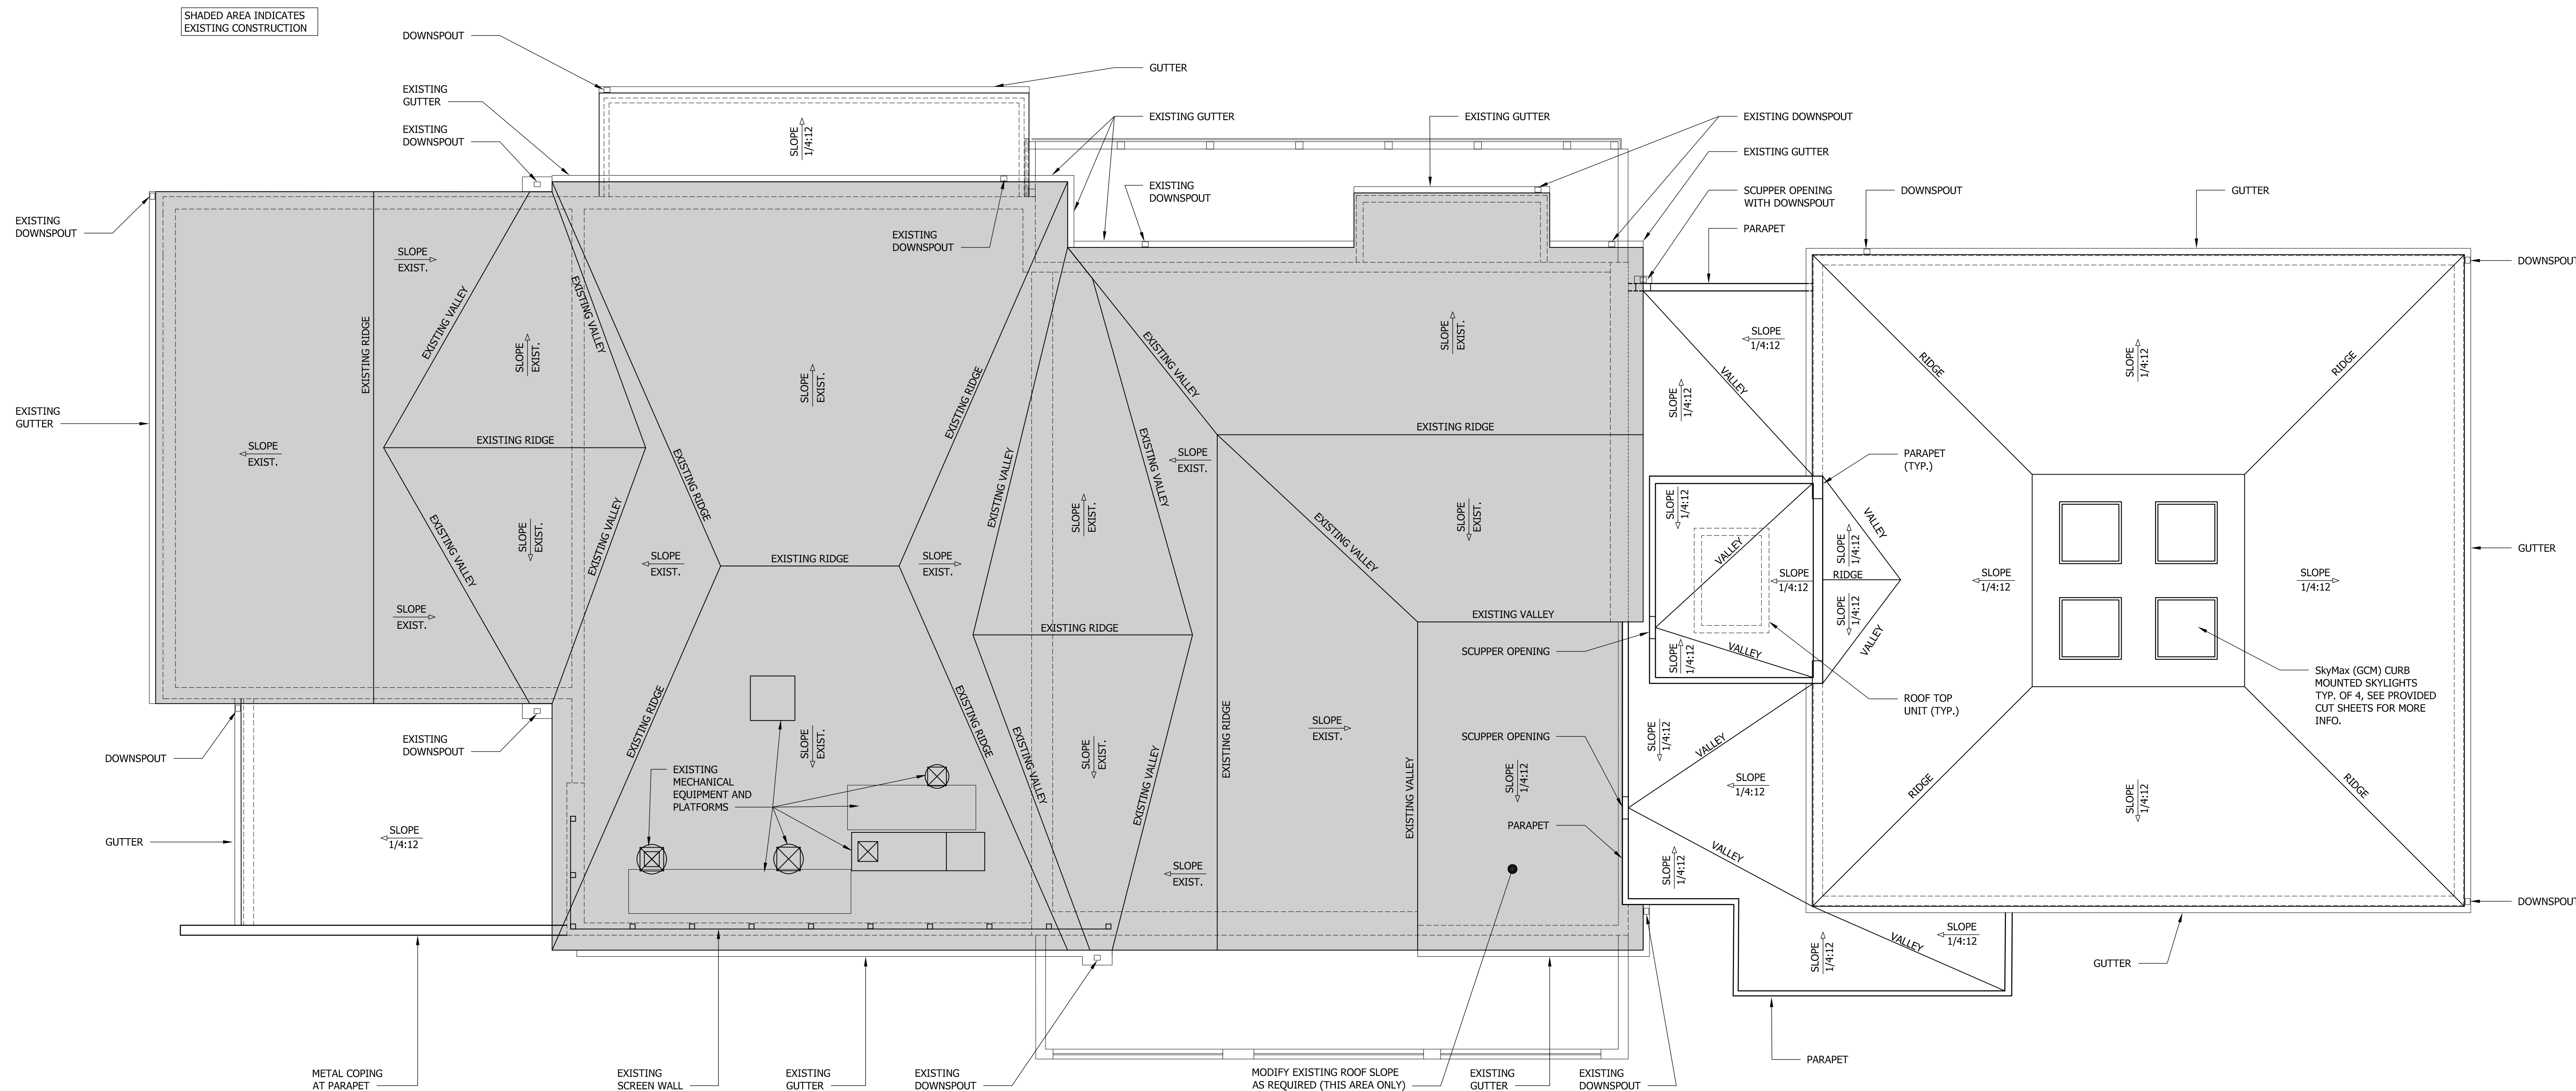 SHADED AREA INDICATES
EXISTING CONSTRUCTION
DOWNSPOUT
GUTTER
EXISTING
GUTTER
EXISTING
DOWNSPOUT
SLOPE
1/4:12
EXISTING GUTTER
EXISTING GUTTER
EXISTING DOWNSPOUT
EXISTING GUTTER
EXISTING
DOWNSPOUT
SCUPPER OPENING
WITH DOWNSPOUT
PARAPET
DOWNSPOUT
GUTTER
EXISTING
DOWNSPOUT
EXISTING
DOWNSPOUT
DOWNSPOUT
SLOPE
EXIST.
EXISTING VALLEY
EXISTING VALLEY
EXISTING RIDGE
SLOPE
EXIST.
SLOPE
EXIST.
EXISTING RIDGE
EXISTING VALLEY
SLOPE
EXIST.
SLOPE
1/4:12
VALLEY
SLOPE
1/4:12
RIDGE
SLOPE
1/4:12
RIDGE
EXISTING
GUTTER
SLOPE
EXIST.
EXISTING RIDGE
EXISTING RIDGE
EXISTING VALLEY
EXISTING VALLEY
SLOPE
EXIST.
EXISTING RIDGE
PARAPET
(TYP.)
EXISTING VALLEY
SLOPE
EXIST.
EXISTING VALLEY
EXISTING VALLEY
SLOPE
EXIST.
EXISTING VALLEY
SLOPE
EXIST.
SLOPE
1/4:12
VALLEY
VALLEY
SLOPE
1/4:12
SLOPE
EXIST.
EXISTING RIDGE
SLOPE
EXIST.
SLOPE
1/4:12
RIDGE
SLOPE
1/4:12
SLOPE
1/4:12
GUTTER
SLOPE
EXIST.
EXISTING RIDGE
EXISTING VALLEY
SLOPE
1/4:12
VALLEY
SLOPE
1/4:12
VALLEY
SCUPPER OPENING
SkyMax (GCM) CURB
MOUNTED SKYLIGHTS
TYP. OF 4, SEE PROVIDED
CUT SHEETS FOR MORE
INFO.
ROOF TOP
UNIT (TYP.)
EXISTING RIDGE
EXISTING RIDGE
EXISTING VALLEY
EXISTING RIDGE
SLOPE
EXIST.
SCUPPER OPENING
DOWNSPOUT
EXISTING
DOWNSPOUT
SLOPE
EXIST.
SLOPE
EXIST.
EXISTING VALLEY
EXISTING VALLEY
SLOPE
1/4:12
SLOPE
1/4:12
VALLEY
SLOPE
1/4:12
RIDGE
SLOPE
1/4:12
RIDGE
EXISTING
MECHANICAL
EQUIPMENT AND
PLATFORMS
GUTTER
SLOPE
1/4:12
PARAPET
SLOPE
EXIST.
SLOPE
1/4:12
VALLEY
DOWNSPOUT
SLOPE
1/4:12
VALLEY
SLOPE
1/4:12
GUTTER
PARAPET
METAL COPING
AT PARAPET
EXISTING
SCREEN WALL
EXISTING
GUTTER
EXISTING
DOWNSPOUT
MODIFY EXISTING ROOF SLOPE
AS REQUIRED (THIS AREA ONLY)
EXISTING
GUTTER
EXISTING
DOWNSPOUT